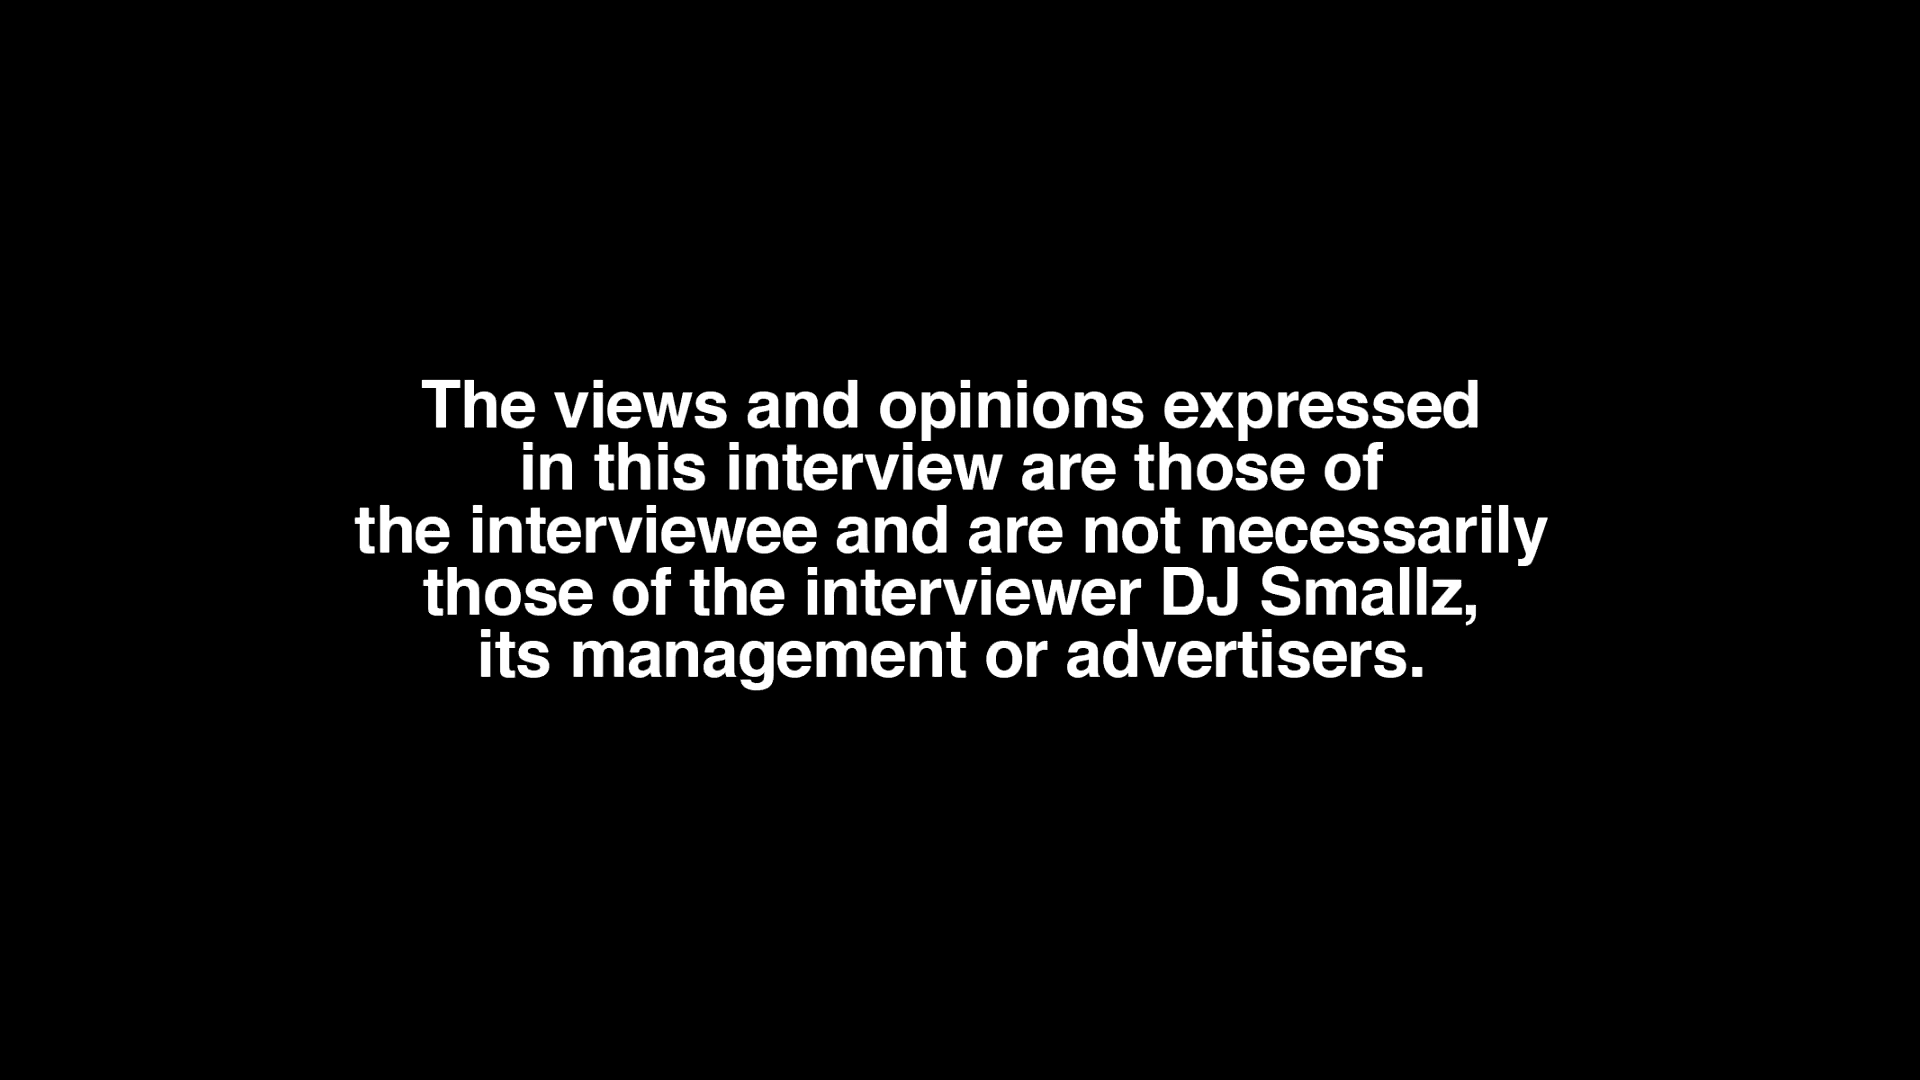 The views and opinions expressed
in this interview are those of
the interviewee and are not necessarily
those of the interviewer DJ Smallz,
its management or advertisers.